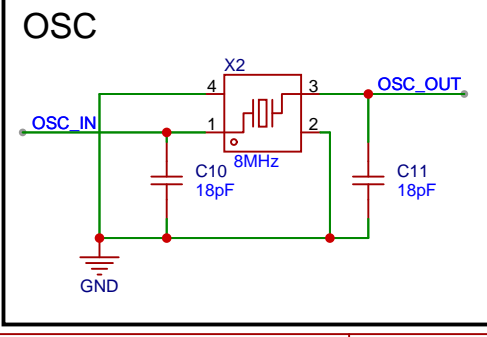 OSC
X2
4
3
OSC_OUT
OSC_IN
1
2
8MHz
C10
18pF
C11
18pF
GND